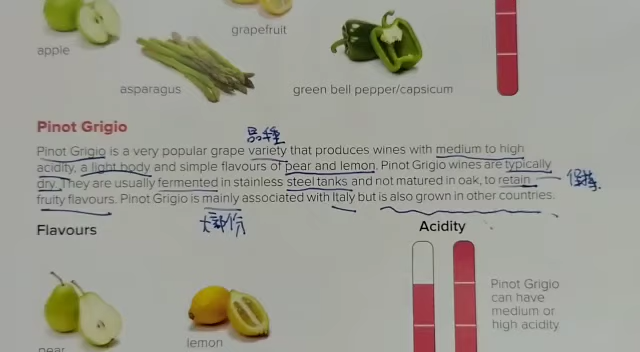 grapefruit
apple
asparagus
green bell pepper/capsicum
Pinot Grigio
品種
Pinot Grigio is a very popular grape variety that produces wines with medium to high
acidity, a light body and simple flavours of pear and lemon. Pinot Grigio wines are typically
dry. They are usually fermented in stainless steel tanks and not matured in oak, to retain
保持.
fruity flavours. Pinot Grigio is mainly associated with Italy but is also grown in other countries.
大部份
Flavours
Acidity
Pinot Grigio
can have
medium or
high acidity
lemon
pear